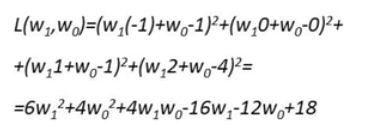 L(w₁,w₀)=(w₁(-1)+w₀-1)²+(w₁0+w₀-0)²+
+(w₁1+w₀-1)²+(w₁2+w₀-4)²=
=6w₁²+4w₀²+4w₁w₀-16w₁-12w₀+18